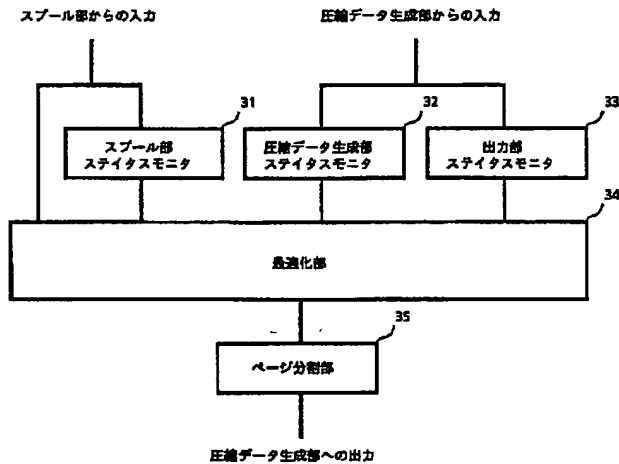 スプール部からの入力
圧縮データ生成部からの入力
31
スプール部
ステイタスモニタ
32
圧縮データ生成部
ステイタスモニタ
33
出力部
ステイタスモニタ
34
最適化部
35
ページ分割部
圧縮データ生成部への出力